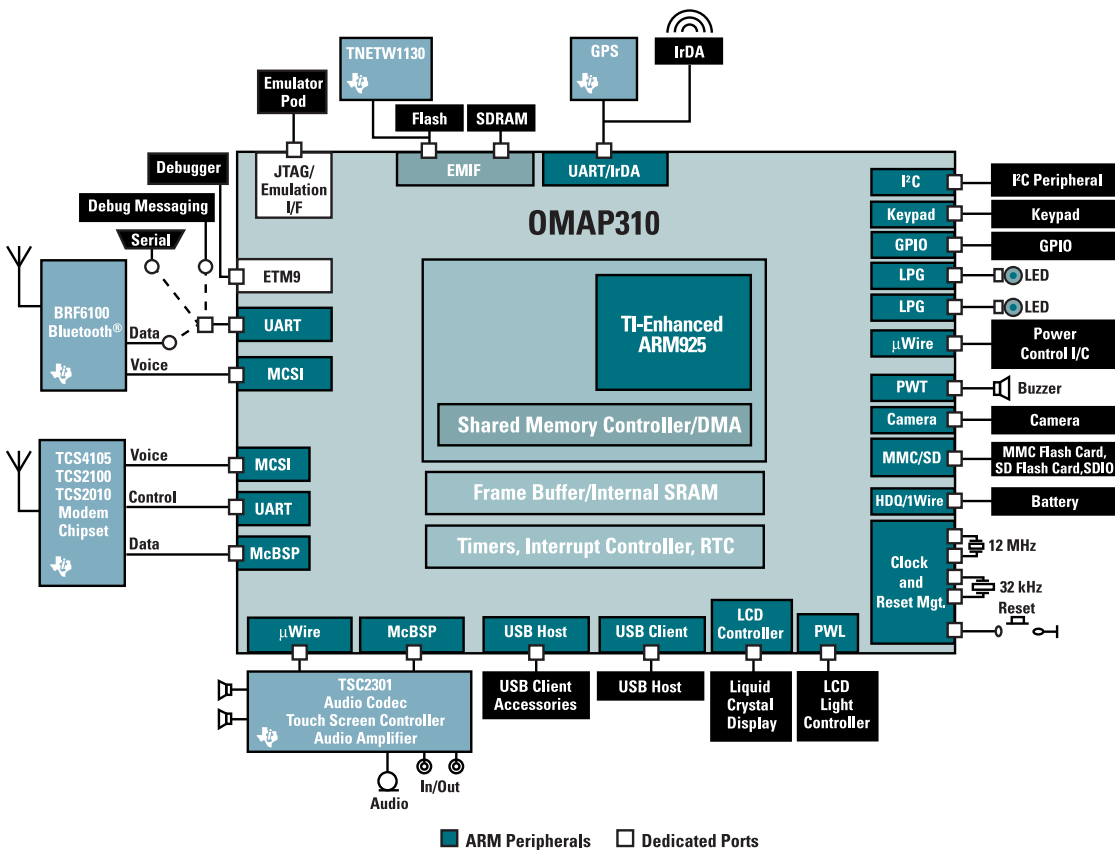 TNETW1130
GPS
IrDA
Emulator
Pod
Flash
SDRAM
Debugger
JTAG/
Emulation
I/F
EMIF
UART/IrDA
Debug Messaging
Serial
OMAP310
ETM9
BRF6100
Bluetooth®
Data
UART
Voice
MCSI
TI-Enhanced
ARM925
Shared Memory Controller/DMA
Frame Buffer/Internal SRAM
Timers, Interrupt Controller, RTC
TCS4105
TCS2100
TCS2010
Modem
Chipset
Voice
MCSI
Control
UART
Data
McBSP
I²C
I²C Peripheral
Keypad
Keypad
GPIO
GPIO
LPG
LED
LPG
LED
μWire
Power
Control I/C
PWT
Buzzer
Camera
Camera
MMC/SD
MMC Flash Card,
SD Flash Card,SDIO
HDQ/1Wire
Battery
Clock
and
Reset Mgt.
12 MHz
32 kHz
Reset
μWire
McBSP
USB Host
USB Client
LCD
Controller
PWL
TSC2301
Audio Codec
Touch Screen Controller
Audio Amplifier
USB Client
Accessories
USB Host
Liquid
Crystal
Display
LCD
Light
Controller
Audio
In/Out
ARM Peripherals
Dedicated Ports